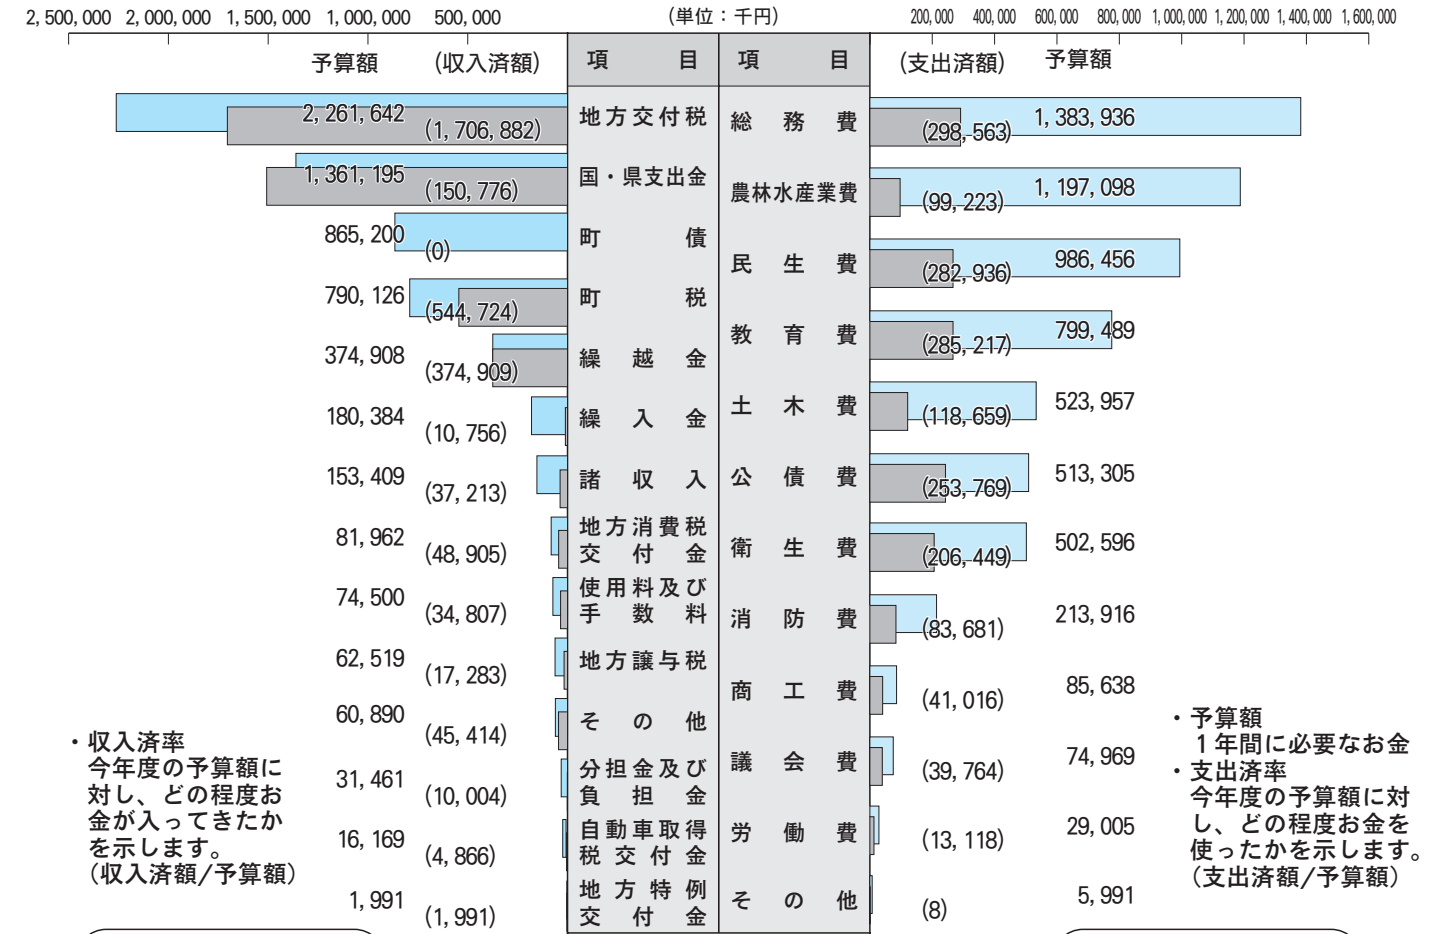 2,500,000 2,000,000 1,500,000 1,000,000 500,000 (単位：千円) 200,000 400,000 600,000 800,000 1,000,000 1,200,000 1,400,000 1,600,000
予算額 (収入済額) 項 目 項 目 (支出済額) 予算額
2,261,642 (1,706,882) 地方交付税
総務費 (298,563) 1,383,936
1,361,195 (150,776) 国・県支出金
農林水産業費 (99,223) 1,197,098
865,200 (0) 町債
民生費 (282,936) 986,456
790,126 (544,724) 町税
教育費 (285,217) 799,489
374,908 (374,909) 繰越金
土木費 (118,659) 523,957
180,384 (10,756) 繰入金
公債費 (253,769) 513,305
153,409 (37,213) 諸収入
衛生費 (206,449) 502,596
81,962 (48,905) 地方消費税
交付金
消防費 (83,681) 213,916
74,500 (34,807) 使用料及び
手数料
商工費 (41,016) 85,638
62,519 (17,283) 地方譲与税
議会費 (39,764) 74,969
60,890 (45,414) その他
労働費 (13,118) 29,005
31,461 (10,004) 分担金及び
負担金
その他 (8) 5,991
16,169 (4,866) 自動車取得
税交付金
1,991 (1,991) 地方特例
交付金
・収入済率
今年度の予算額に
対し、どの程度お
金が入ってきたか
を示します。
(収入済額/予算額)
・予算額
1年間に必要なお金
・支出済率
今年度の予算額に対
し、どの程度お金を
使ったかを示します。
(支出済額/予算額)